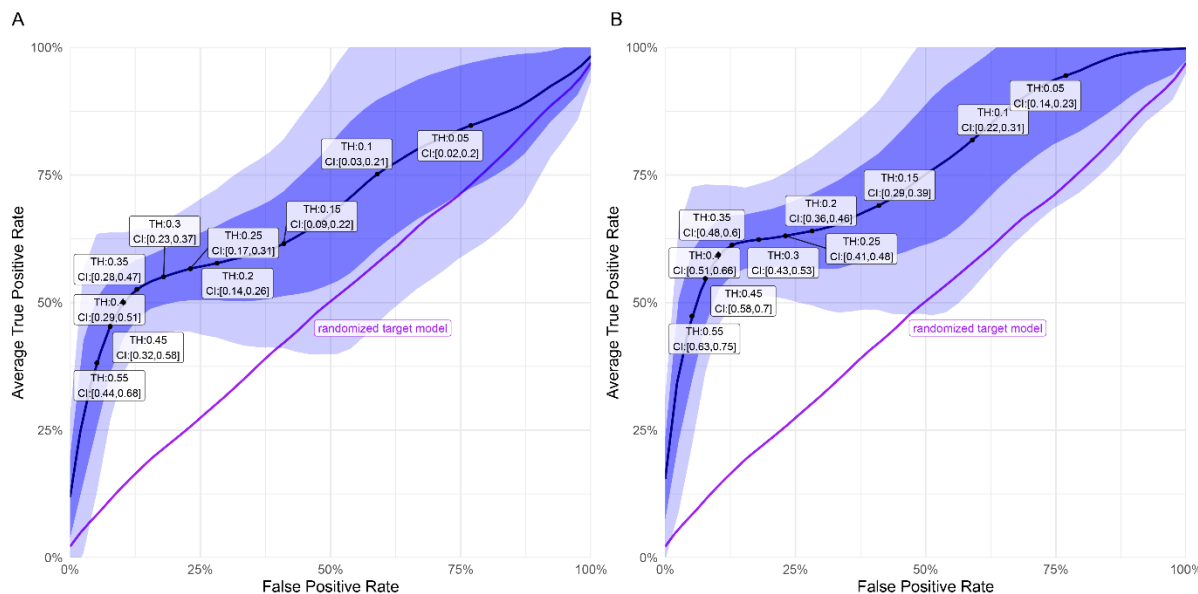 A
Average True Positive Rate
100%
75%
50%
25%
0%
TH:0.05
CI:[0.02,0.2]
TH:0.1
CI:[0.03,0.21]
TH:0.15
CI:[0.09,0.22]
TH:0.3
CI:[0.23,0.37]
TH:0.25
CI:[0.17,0.31]
TH:0.2
CI:[0.14,0.26]
TH:0.35
CI:[0.28,0.47]
TH:0.4
CI:[0.29,0.51]
TH:0.45
CI:[0.32,0.58]
TH:0.55
CI:[0.44,0.68]
randomized target model
0%
25%
50%
75%
100%
False Positive Rate
B
Average True Positive Rate
100%
75%
50%
25%
0%
TH:0.05
CI:[0.14,0.23]
TH:0.1
CI:[0.22,0.31]
TH:0.15
CI:[0.29,0.39]
TH:0.2
CI:[0.36,0.46]
TH:0.35
CI:[0.48,0.6]
TH:0.25
CI:[0.41,0.48]
TH:0.3
CI:[0.43,0.53]
TH:0.4
CI:[0.51,0.66]
TH:0.45
CI:[0.58,0.7]
TH:0.55
CI:[0.63,0.75]
randomized target model
0%
25%
50%
75%
100%
False Positive Rate